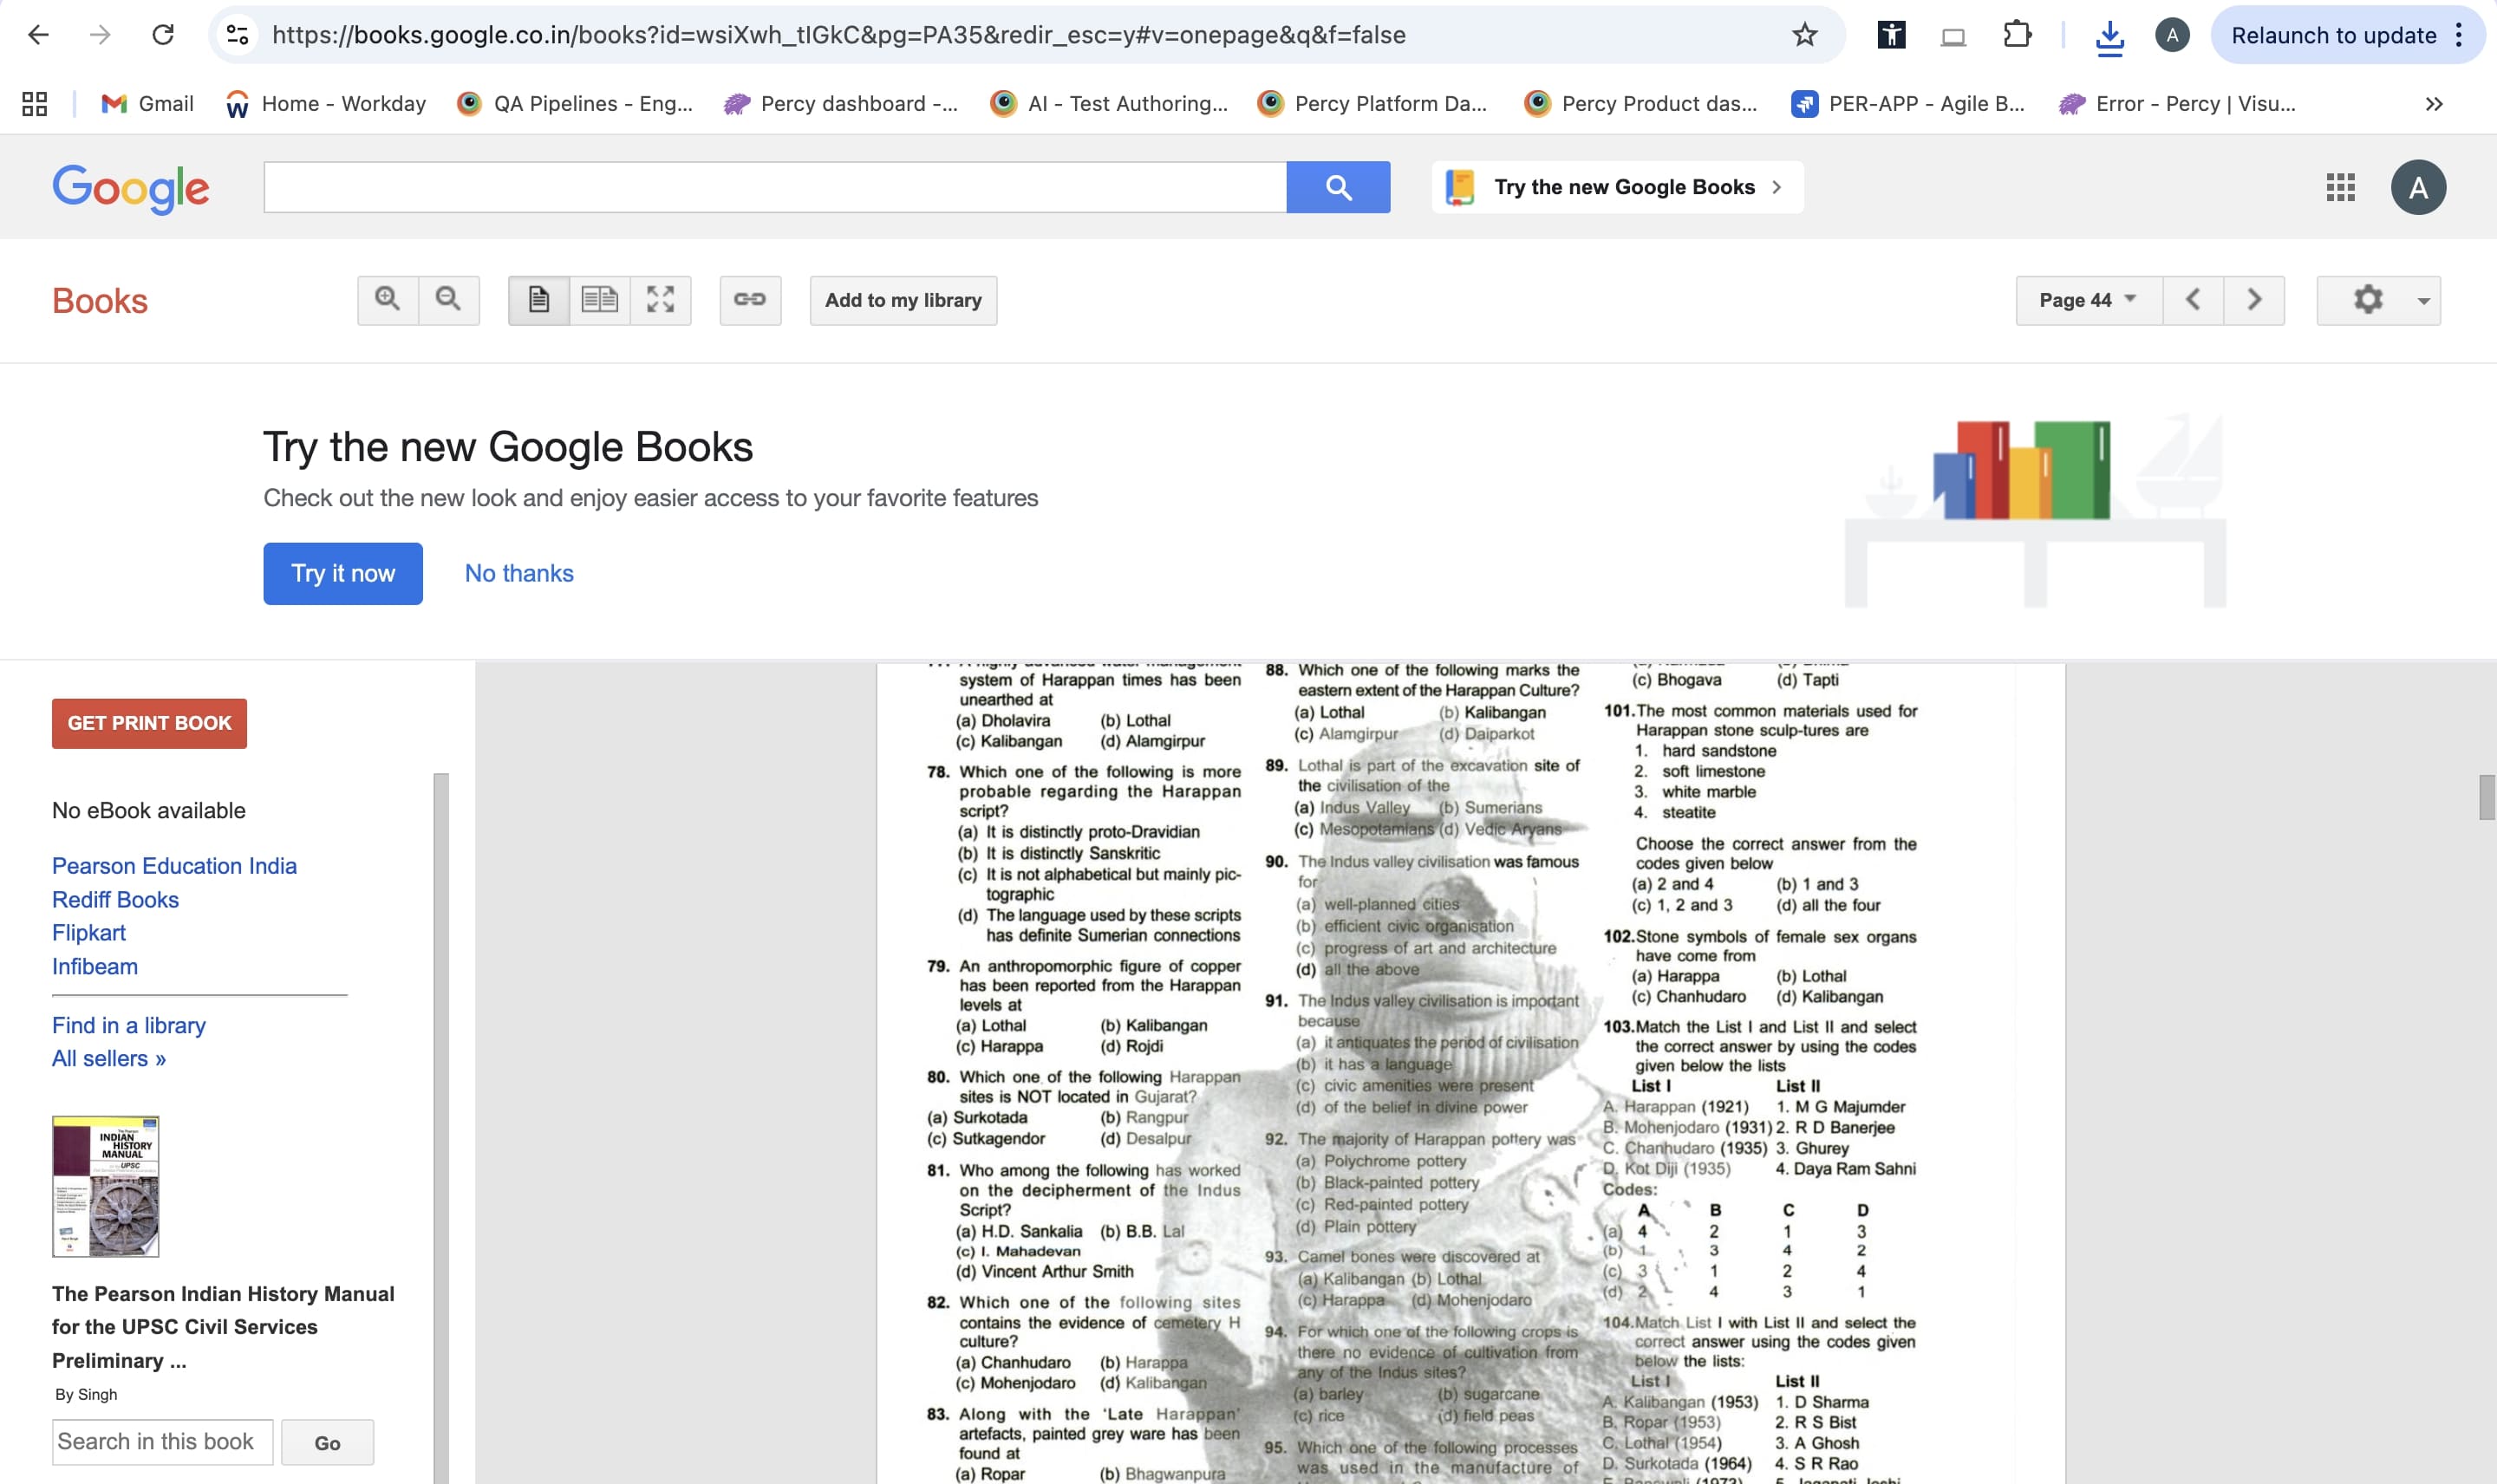 https://books.google.co.in/books?id=wsiXwh_tIGkC&pg=PA35&redir_esc=y#v=onepage&q&f=false
A
Relaunch to update
Gmail
Home - Workday
QA Pipelines - Eng...
Percy dashboard -...
AI - Test Authoring...
Percy Platform Da...
Percy Product das...
PER-APP - Agile B...
Error - Percy | Visu...
Google
Try the new Google Books
A
Books
Add to my library
Page 44
Try the new Google Books
Check out the new look and enjoy easier access to your favorite features
Try it now
No thanks
GET PRINT BOOK
No eBook available
Pearson Education India
Rediff Books
Flipkart
Infibeam
Find in a library
All sellers »
INDIAN
HISTORY
MANUAL
UPSC
The Pearson Indian History Manual
for the UPSC Civil Services
Preliminary ...
By Singh
Search in this book
Go
system of Harappan times has been
unearthed at
(a) Dholavira (b) Lothal
(c) Kalibangan (d) Alamgirpur
78. Which one of the following is more
probable regarding the Harappan
script?
(a) It is distinctly proto-Dravidian
(b) It is distinctly Sanskritic
(c) It is not alphabetical but mainly pic-
tographic
(d) The language used by these scripts
has definite Sumerian connections
79. An anthropomorphic figure of copper
has been reported from the Harappan
levels at
(a) Lothal (b) Kalibangan
(c) Harappa (d) Rojdi
80. Which one of the following Harappan
sites is NOT located in Gujarat?
(a) Surkotada (b) Rangpur
(c) Sutkagendor (d) Desalpur
81. Who among the following has worked
on the decipherment of the Indus
Script?
(a) H.D. Sankalia (b) B.B. Lal
(c) I. Mahadevan
(d) Vincent Arthur Smith
82. Which one of the following sites
contains the evidence of cemetery H
culture?
(a) Chanhudaro (b) Harappa
(c) Mohenjodaro (d) Kalibangan
83. Along with the 'Late Harappan'
artefacts, painted grey ware has been
found at
(a) Ropar (b) Bhagwanpura
88. Which one of the following marks the
eastern extent of the Harappan Culture?
(a) Lothal (b) Kalibangan
(c) Alamgirpur (d) Daiparkot
89. Lothal is part of the excavation site of
the civilisation of the
(a) Indus Valley (b) Sumerians
(c) Mesopotamians (d) Vedic Aryans
90. The Indus valley civilisation was famous
for
(a) well-planned cities
(b) efficient civic organisation
(c) progress of art and architecture
(d) all the above
91. The Indus valley civilisation is important
because
(a) it antiquates the period of civilisation
(b) it has a language
(c) civic amenities were present
(d) of the belief in divine power
92. The majority of Harappan pottery was
(a) Polychrome pottery
(b) Black-painted pottery
(c) Red-painted pottery
(d) Plain pottery
93. Camel bones were discovered at
(a) Kalibangan (b) Lothal
(c) Harappa (d) Mohenjodaro
94. For which one of the following crops is
there no evidence of cultivation from
any of the Indus sites?
(a) barley (b) sugarcane
(c) rice (d) field peas
95. Which one of the following processes
was used in the manufacture of
(c) Bhogava (d) Tapti
101.The most common materials used for
Harappan stone sculp-tures are
1. hard sandstone
2. soft limestone
3. white marble
4. steatite
Choose the correct answer from the
codes given below
(a) 2 and 4 (b) 1 and 3
(c) 1, 2 and 3 (d) all the four
102.Stone symbols of female sex organs
have come from
(a) Harappa (b) Lothal
(c) Chanhudaro (d) Kalibangan
103.Match the List I and List II and select
the correct answer by using the codes
given below the lists
List I List II
A. Harappan (1921) 1. M G Majumder
B. Mohenjodaro (1931) 2. R D Banerjee
C. Chanhudaro (1935) 3. Ghurey
D. Kot Diji (1935) 4. Daya Ram Sahni
Codes:
A B C D
(a) 4 2 1 3
(b) 1 3 4 2
(c) 3 1 2 4
(d) 2 4 3 1
104.Match List I with List II and select the
correct answer using the codes given
below the lists:
List I List II
A. Kalibangan (1953) 1. D Sharma
B. Ropar (1953) 2. R S Bist
C. Lothal (1954) 3. A Ghosh
D. Surkotada (1964) 4. S R Rao